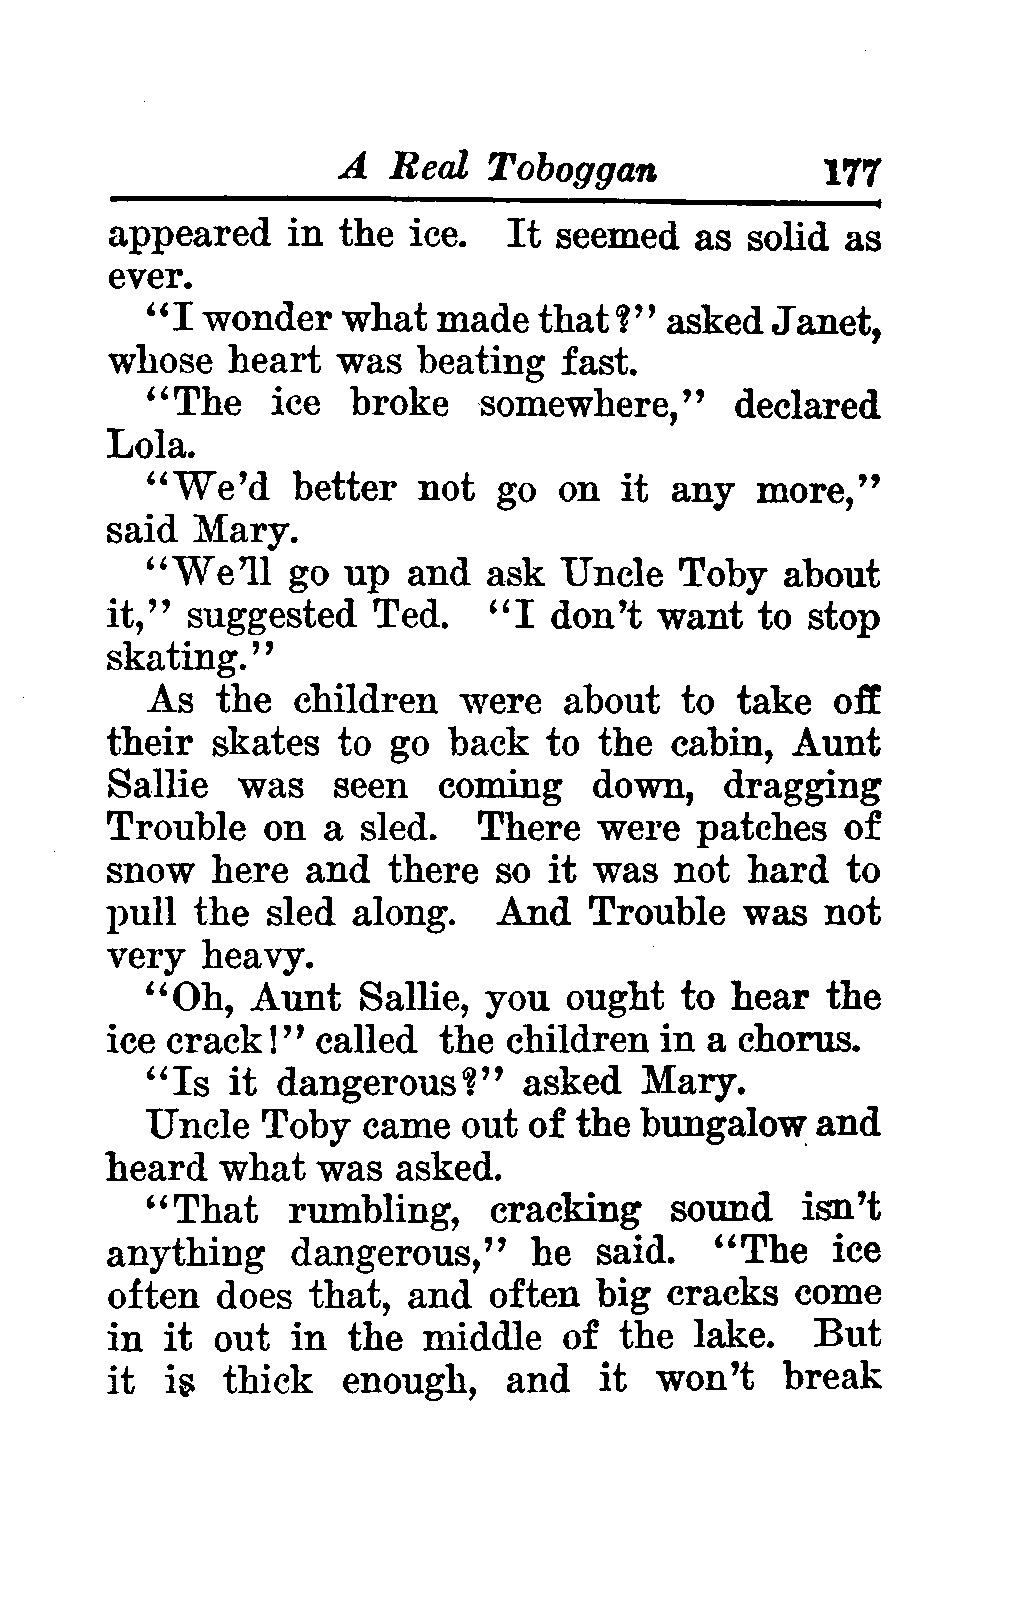 A Real Toboggan 177
appeared in the ice. It seemed as solid as
ever.
"I wonder what made that?" asked Janet,
whose heart was beating fast.
"The ice broke somewhere," declared
Lola.
"We'd better not go on it any more,"
said Mary.
"We'll go up and ask Uncle Toby about
it," suggested Ted. "I don't want to stop
skating."
As the children were about to take off
their skates to go back to the cabin, Aunt
Sallie was seen coming down, dragging
Trouble on a sled. There were patches of
snow here and there so it was not hard to
pull the sled along. And Trouble was not
very heavy.
"Oh, Aunt Sallie, you ought to hear the
ice crack!" called the children in a chorus.
"Is it dangerous?" asked Mary.
Uncle Toby came out of the bungalow and
heard what was asked.
"That rumbling, cracking sound isn't
anything dangerous," he said. "The ice
often does that, and often big cracks come
in it out in the middle of the lake. But
it is thick enough, and it won't break